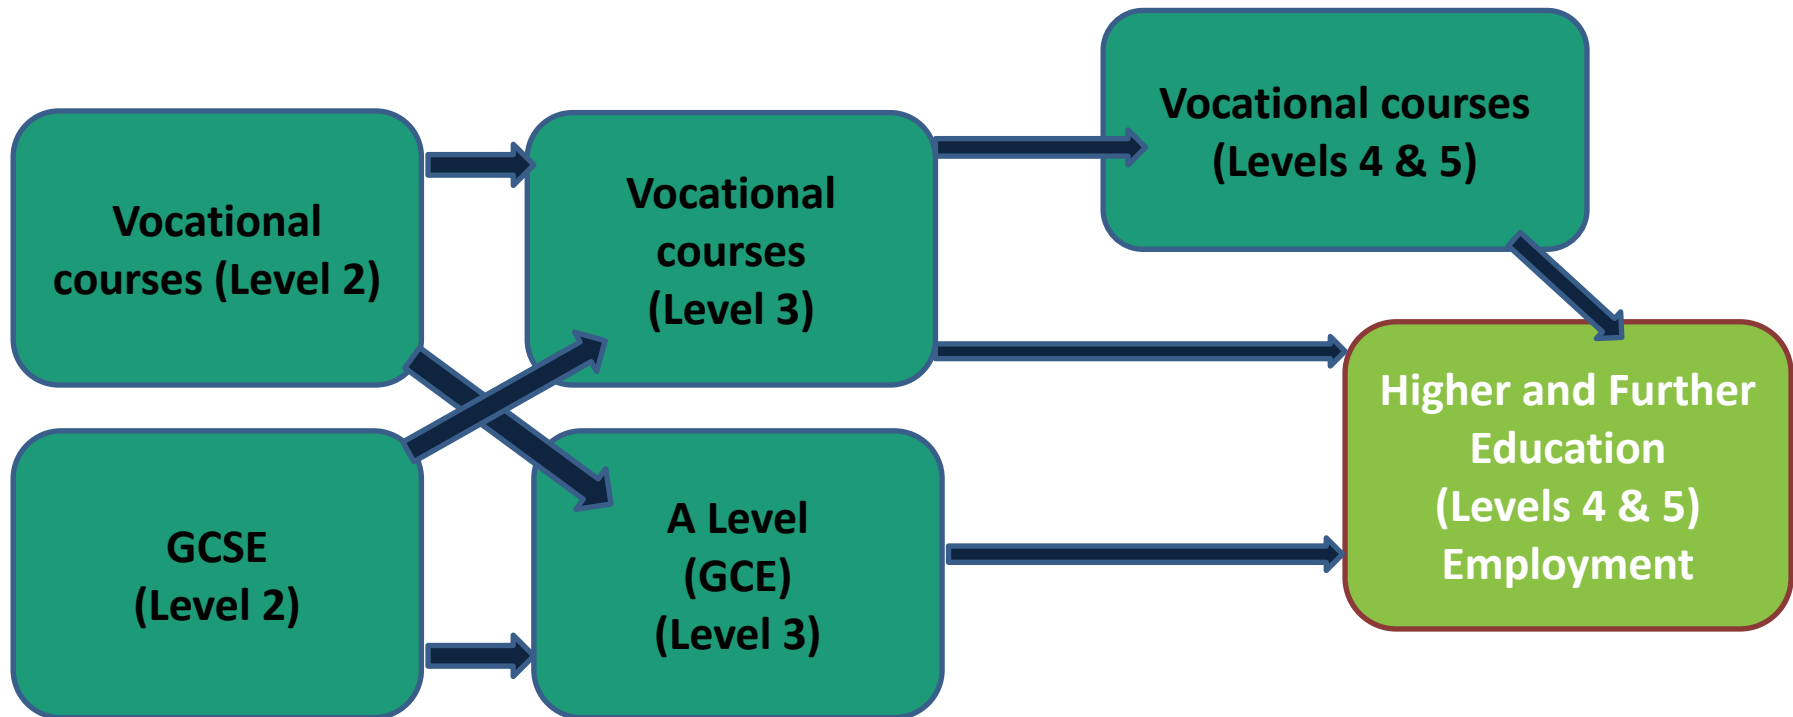 Vocational
courses (Level 2)
GCSE
(Level 2)
Vocational
courses
(Level 3)
A Level
(GCE)
(Level 3)
Vocational courses
(Levels 4 & 5)
Higher and Further
Education
(Levels 4 & 5)
Employment